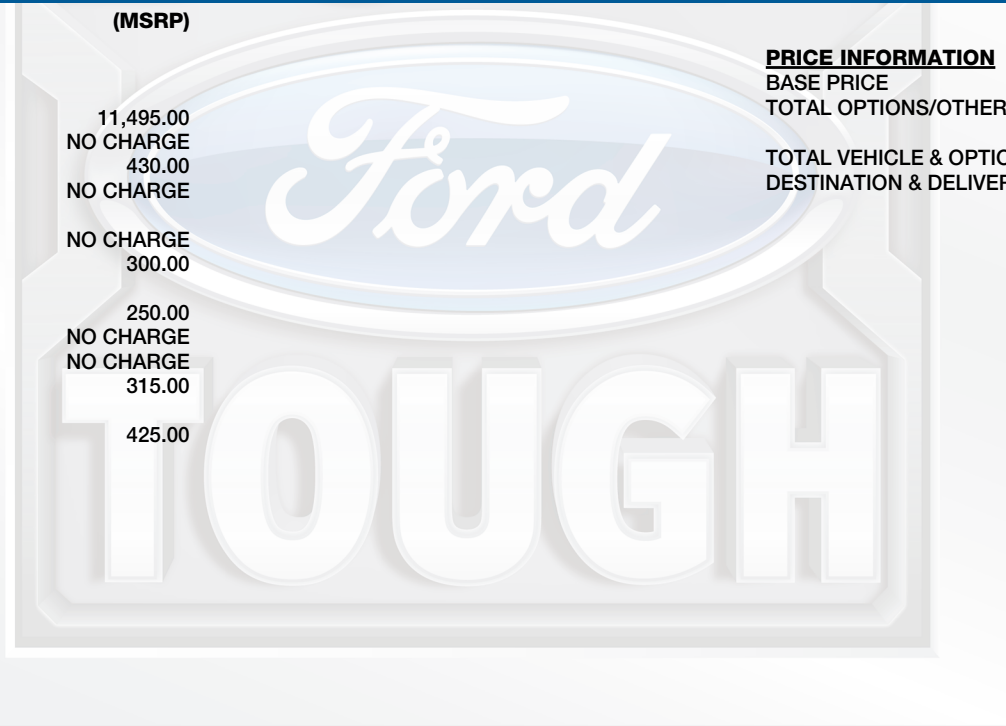 (MSRP)
11,495.00
NO CHARGE
430.00
NO CHARGE
NO CHARGE
300.00
250.00
NO CHARGE
NO CHARGE
315.00
425.00
PRICE INFORMATION
BASE PRICE
TOTAL OPTIONS/OTHER
TOTAL VEHICLE & OPTIO
DESTINATION & DELIVER
Ford
TOUGH